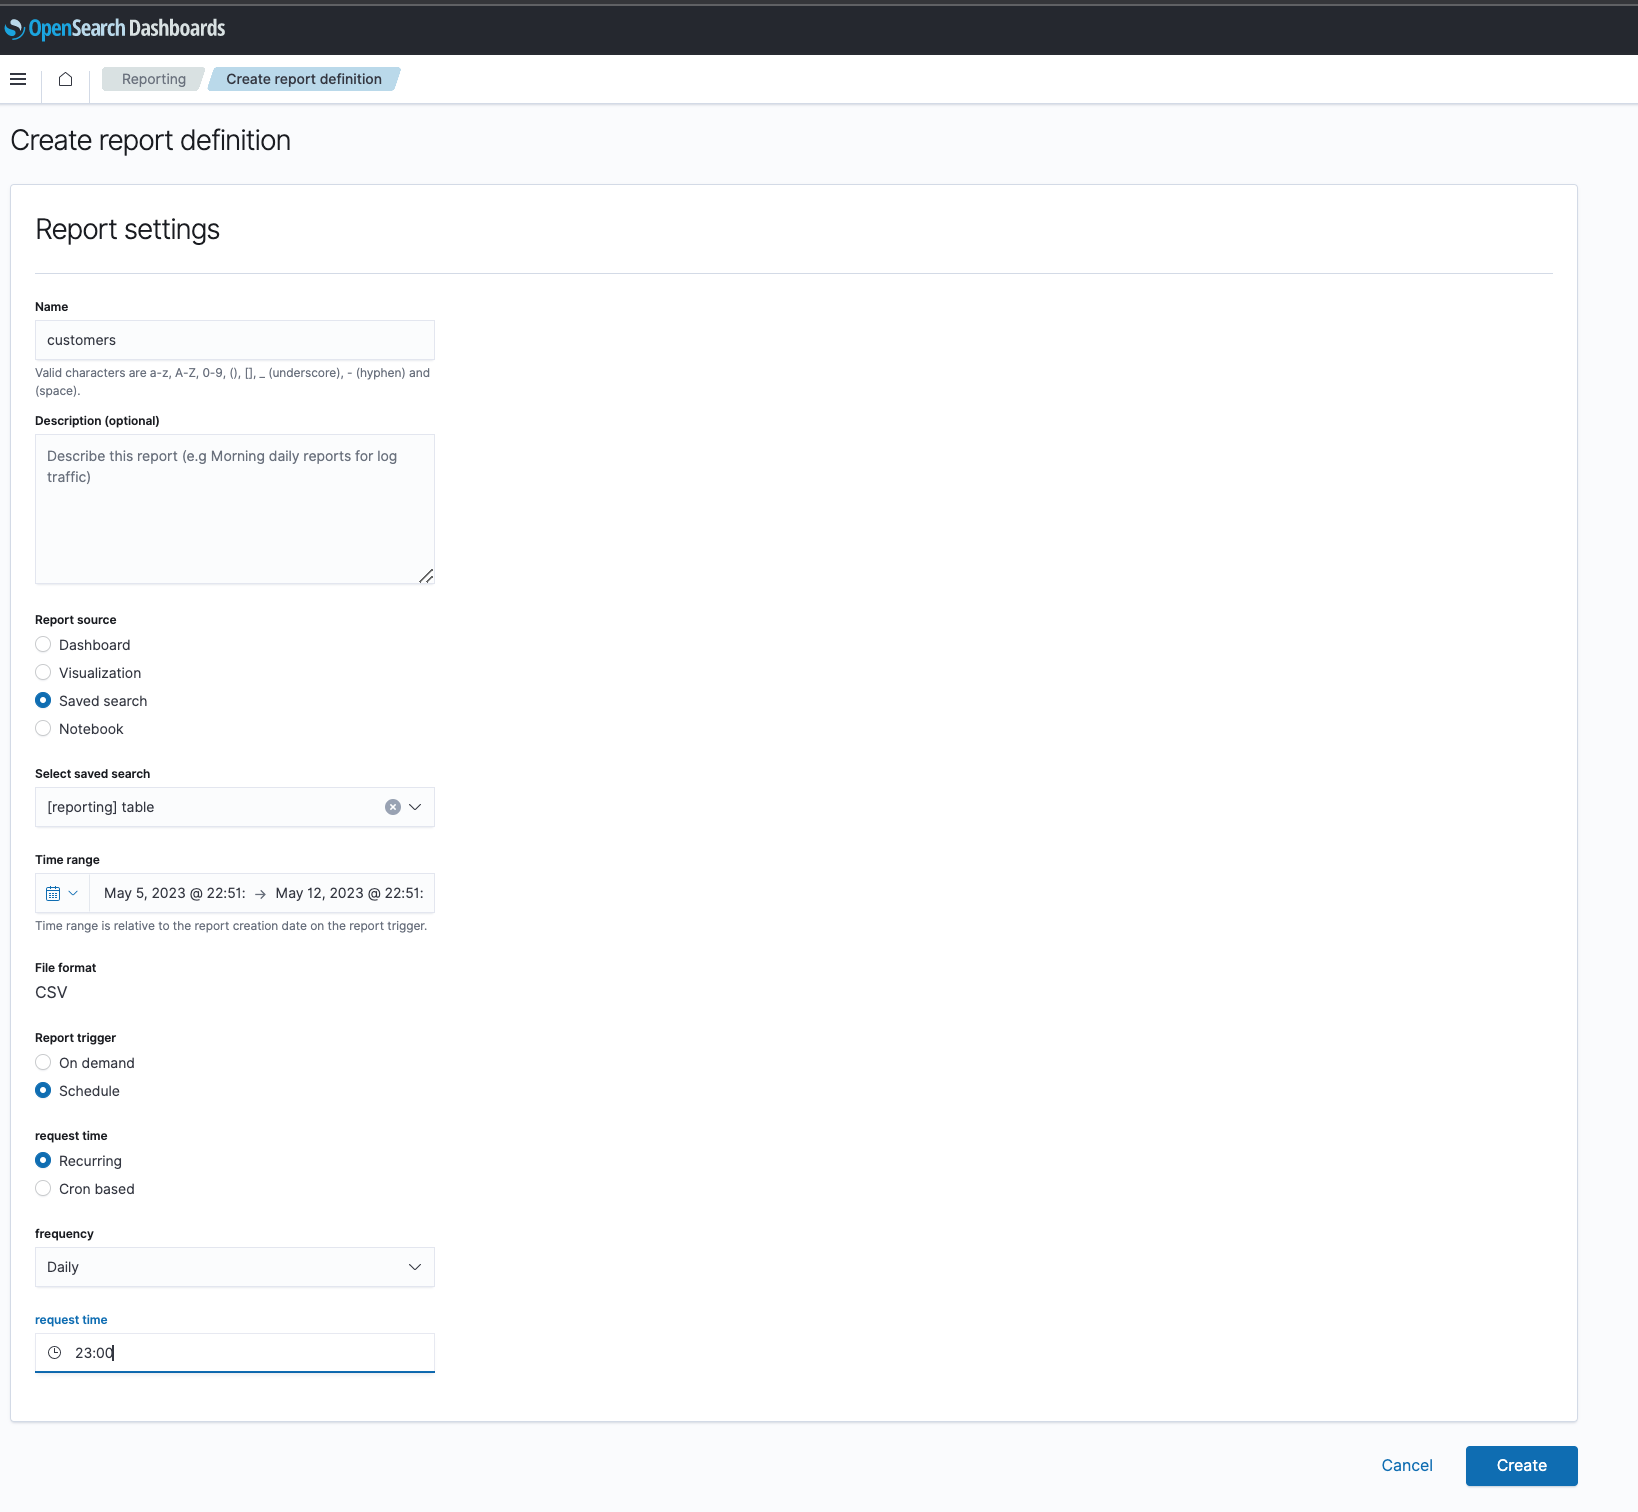 OpenSearch Dashboards
Reporting
Create report definition
Create report definition
Report settings
Name
customers
Valid characters are a-z, A-Z, 0-9, (), [], _ (underscore), - (hyphen) and
(space).
Description (optional)
Describe this report (e.g Morning daily reports for log
traffic)
Report source
Dashboard
Visualization
Saved search
Notebook
Select saved search
[reporting] table
Time range
May 5, 2023 @ 22:51: → May 12, 2023 @ 22:51:
Time range is relative to the report creation date on the report trigger.
File format
CSV
Report trigger
On demand
Schedule
request time
Recurring
Cron based
frequency
Daily
request time
23:00
Cancel
Create